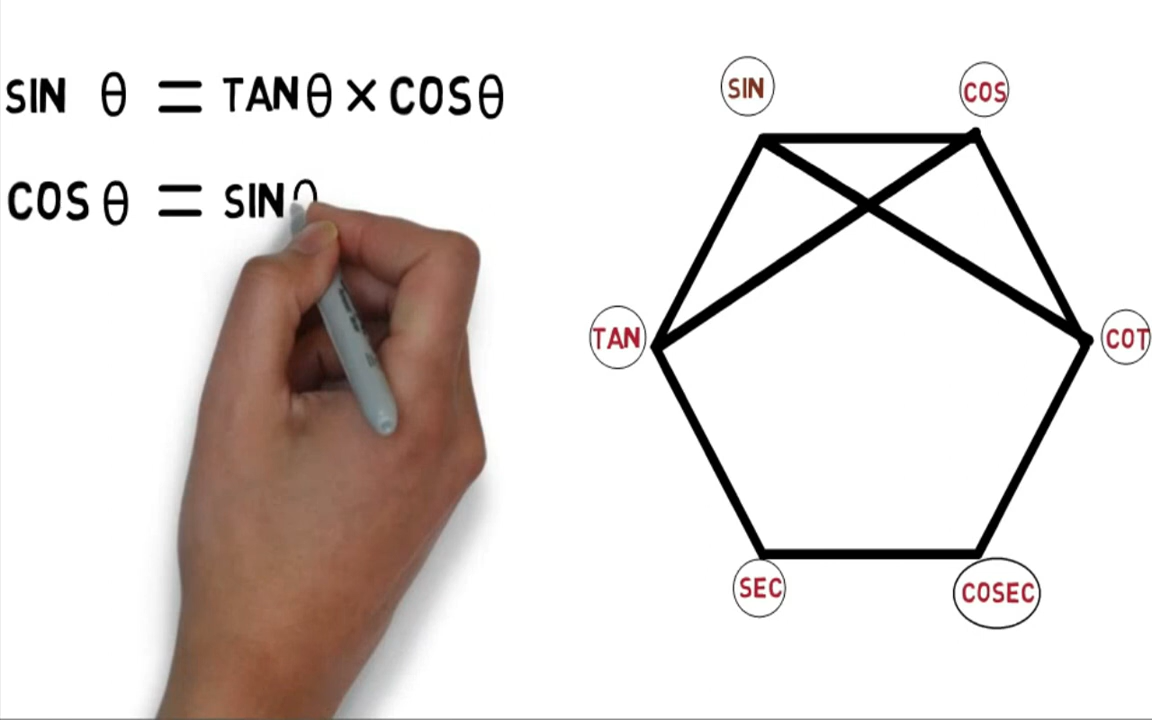 SIN θ = TANθ × COSθ
COS θ = SIN
SIN
COS
TAN
COT
SEC
COSEC